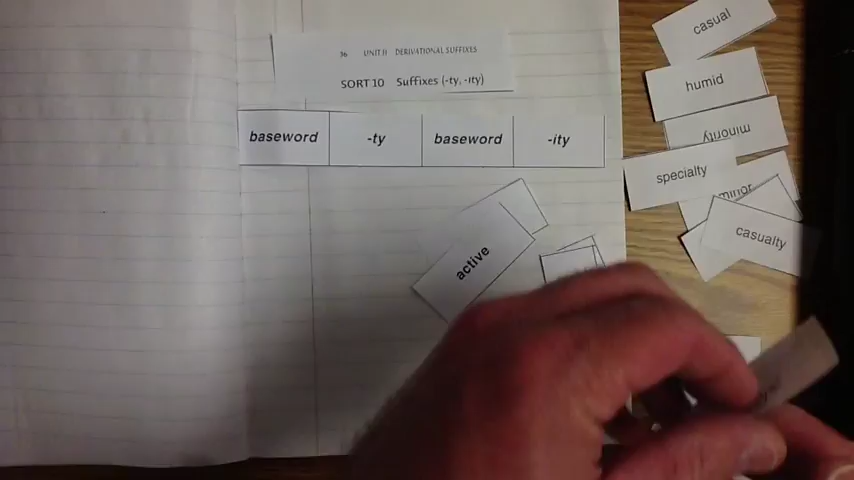 36 UNIT II DERIVATIONAL SUFFIXES
SORT 10 Suffixes (-ty, -ity)
baseword -ty baseword -ity
casual
humid
minority
specialty
minor
casualty
active